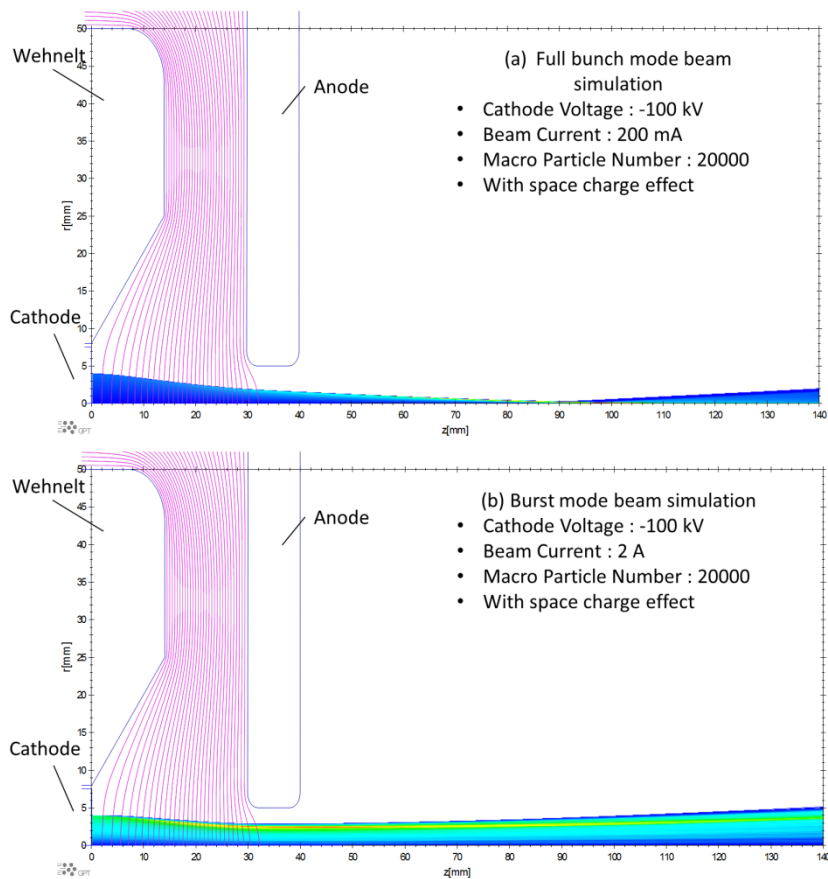 Wehnelt
Anode
Cathode
(a) Full bunch mode beam
simulation
• Cathode Voltage : -100 kV
• Beam Current : 200 mA
• Macro Particle Number : 20000
• With space charge effect
r[mm]
50
45
40
35
30
25
20
15
10
5
0
0 10 20 30 40 50 60 70 80 90 100 110 120 130 140
z[mm]
GPT
Wehnelt
Anode
Cathode
(b) Burst mode beam simulation
• Cathode Voltage : -100 kV
• Beam Current : 2 A
• Macro Particle Number : 20000
• With space charge effect
r[mm]
50
45
40
35
30
25
20
15
10
5
0
0 10 20 30 40 50 60 70 80 90 100 110 120 130 140
z[mm]
GPT